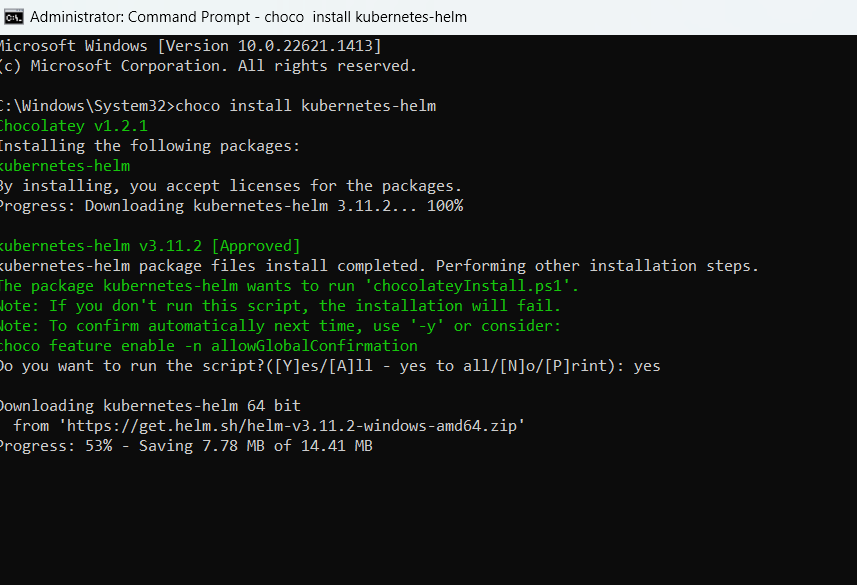 Administrator: Command Prompt - choco  install kubernetes-helm
Microsoft Windows [Version 10.0.22621.1413]
(c) Microsoft Corporation. All rights reserved.
C:\Windows\System32>choco install kubernetes-helm
Chocolatey v1.2.1
Installing the following packages:
kubernetes-helm
By installing, you accept licenses for the packages.
Progress: Downloading kubernetes-helm 3.11.2... 100%
kubernetes-helm v3.11.2 [Approved]
kubernetes-helm package files install completed. Performing other installation steps.
The package kubernetes-helm wants to run 'chocolateyInstall.ps1'.
Note: If you don't run this script, the installation will fail.
Note: To confirm automatically next time, use '-y' or consider:
choco feature enable -n allowGlobalConfirmation
Do you want to run the script?([Y]es/[A]ll - yes to all/[N]o/[P]rint): yes
Downloading kubernetes-helm 64 bit
  from 'https://get.helm.sh/helm-v3.11.2-windows-amd64.zip'
Progress: 53% - Saving 7.78 MB of 14.41 MB